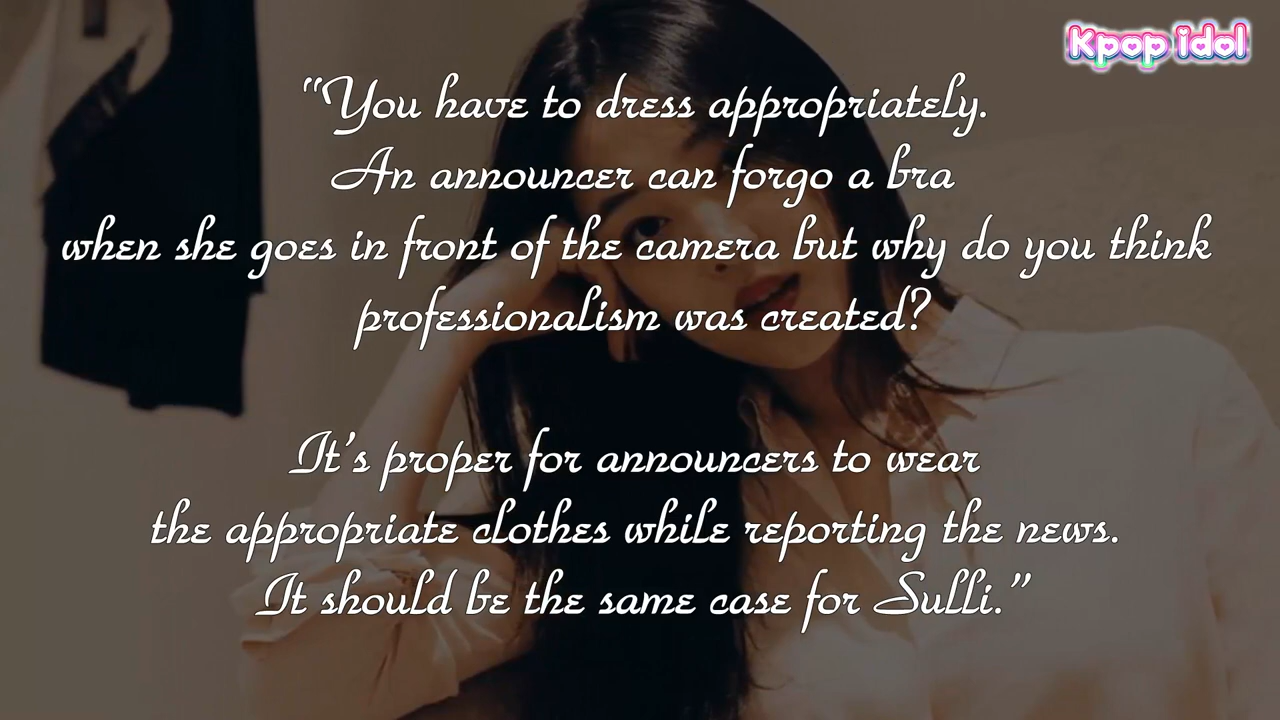 Kpop idol
"You have to dress appropriately.
An announcer can forgo a bra
when she goes in front of the camera but why do you think
professionalism was created?
It's proper for announcers to wear
the appropriate clothes while reporting the news.
It should be the same case for Sulli."